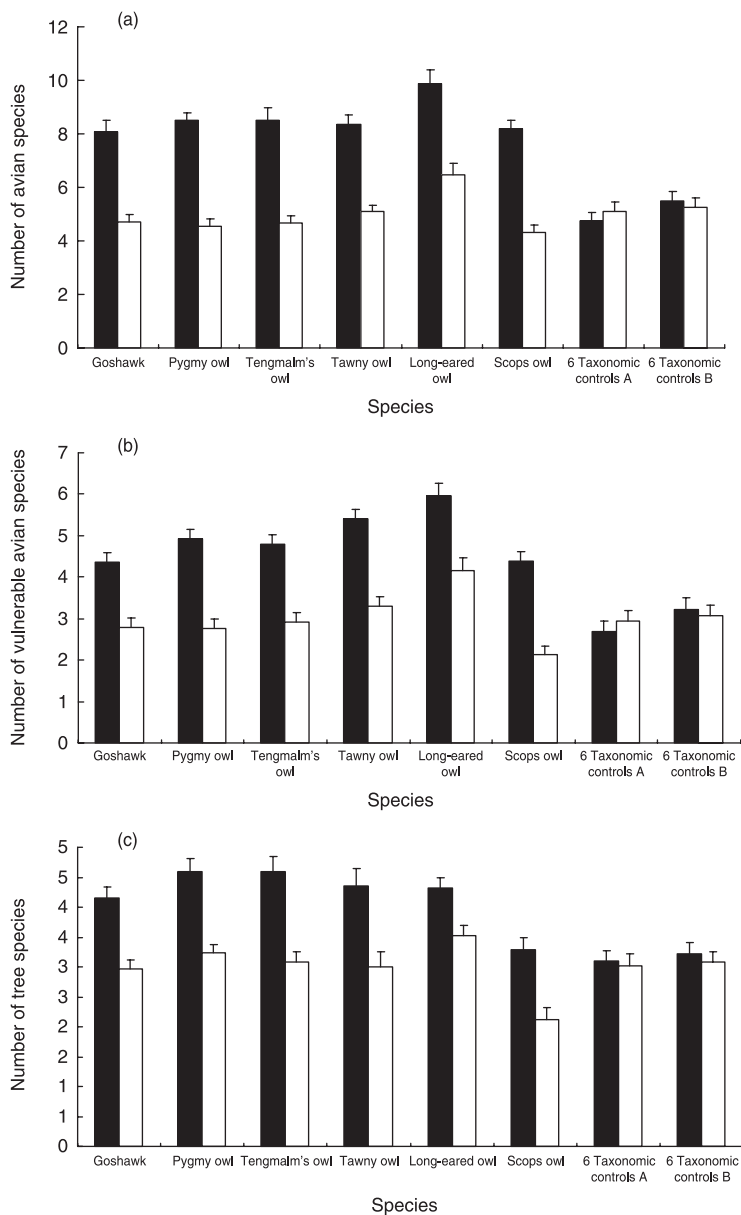 (a)
Number of avian species
12
10
8
6
4
2
0
Goshawk
Pygmy owl
Tengmalm's
owl
Tawny owl
Long-eared
owl
Scops owl
6 Taxonomic
controls A
6 Taxonomic
controls B
Species
(b)
Number of vulnerable avian species
7
6
5
4
3
2
1
0
Goshawk
Pygmy owl
Tengmalm's
owl
Tawny owl
Long-eared
owl
Scops owl
6 Taxonomic
controls A
6 Taxonomic
controls B
Species
(c)
Number of tree species
5
5
4
4
3
3
2
2
1
1
0
Goshawk
Pygmy owl
Tengmalm's owl
Tawny owl
Long-eared owl
Scops owl
6 Taxonomic
controls A
6 Taxonomic
controls B
Species